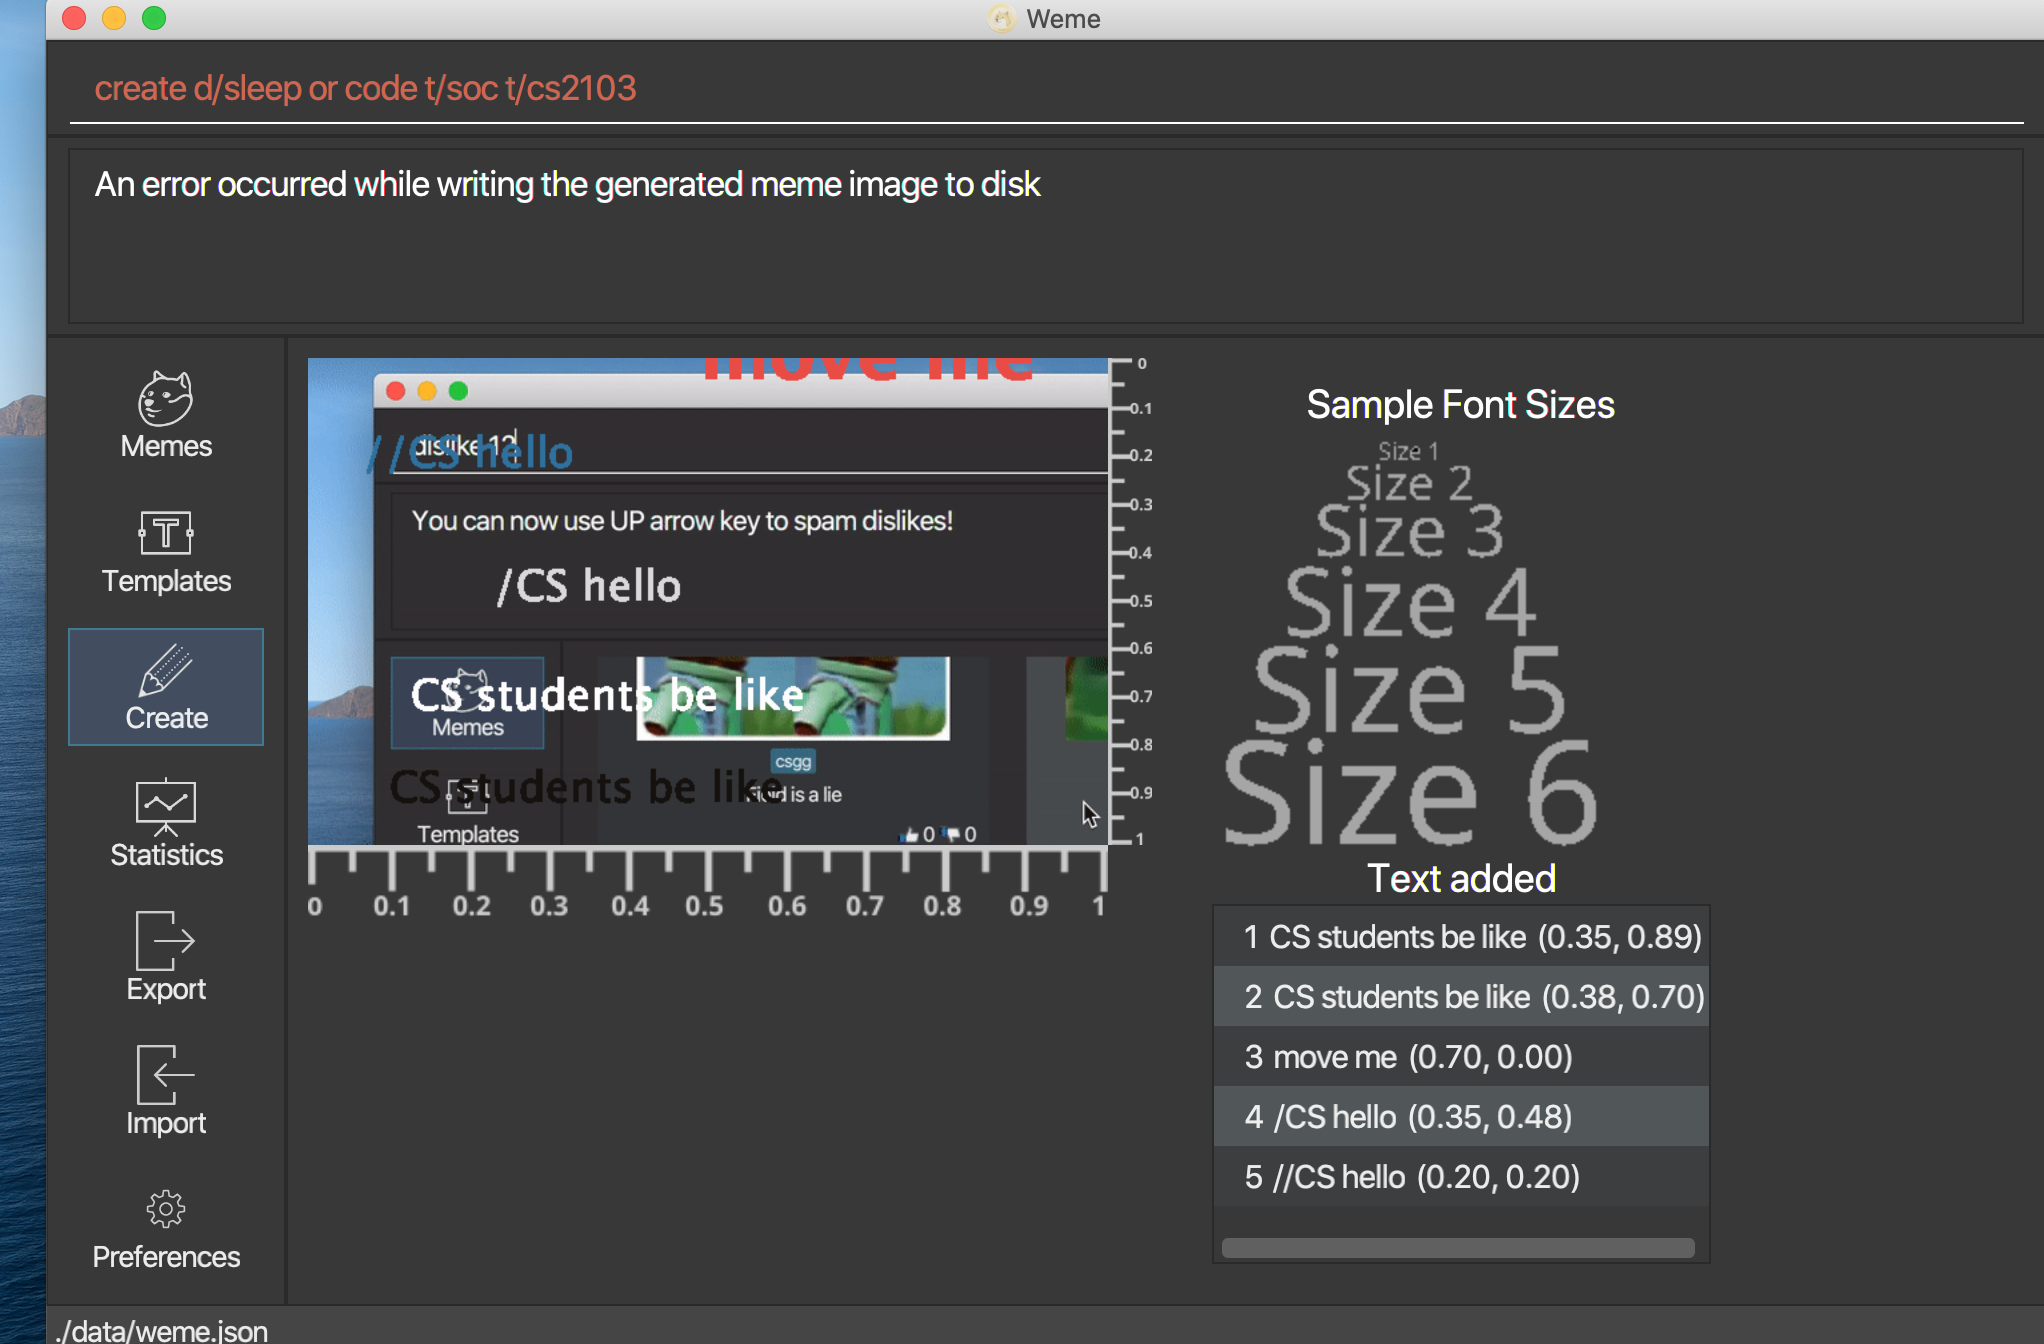 Weme
create d/sleep or code t/soc t/cs2103
An error occurred while writing the generated meme image to disk
Memes
Templates
Create
Statistics
Export
Import
Preferences
move me
dislike 12
//CS hello
You can now use UP arrow key to spam dislikes!
/CS hello
CS students be like
Memes
csgg
CS students be like
is a lie
Templates
0 0
0
0.1
0.2
0.3
0.4
0.5
0.6
0.7
0.8
0.9
1
0 0.1 0.2 0.3 0.4 0.5 0.6 0.7 0.8 0.9 1
Sample Font Sizes
Size 1
Size 2
Size 3
Size 4
Size 5
Size 6
Text added
1 CS students be like (0.35, 0.89)
2 CS students be like (0.38, 0.70)
3 move me (0.70, 0.00)
4 /CS hello (0.35, 0.48)
5 //CS hello (0.20, 0.20)
./data/weme.json